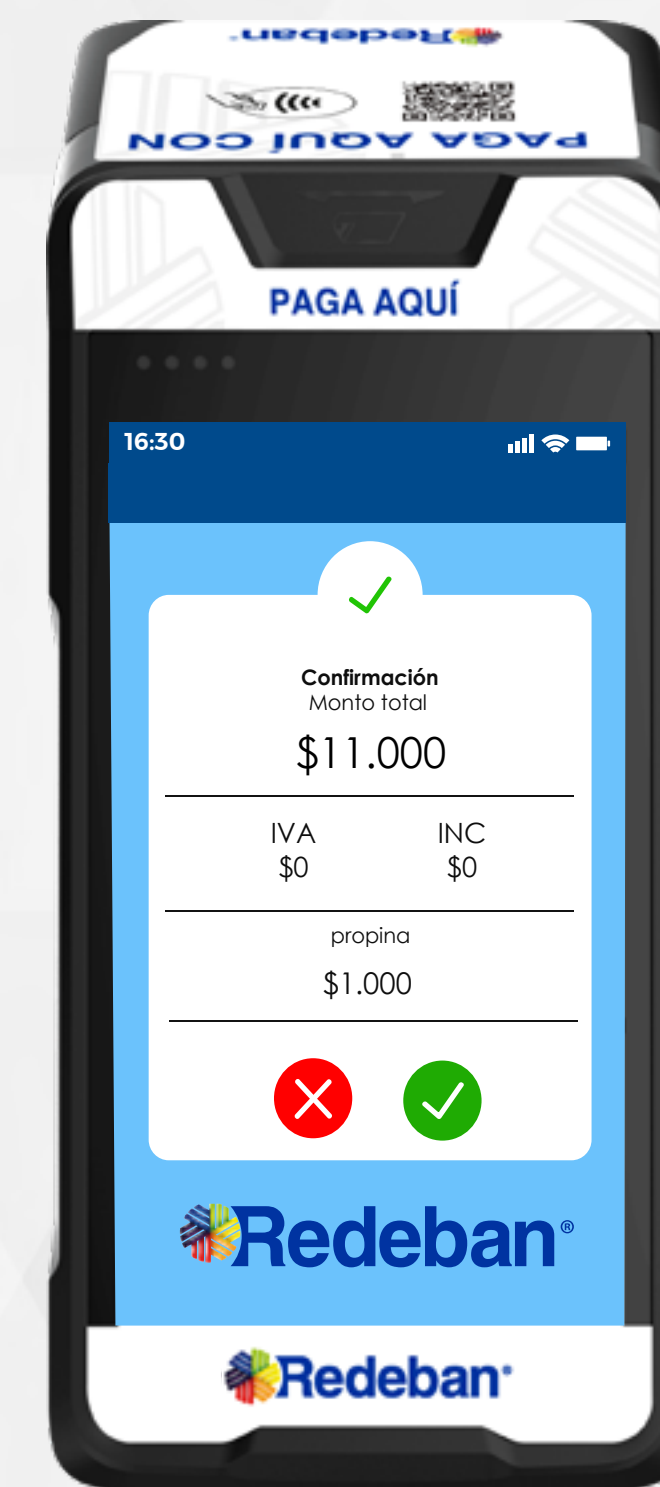 Redeban
PAGA AQUÍ CON
PAGA AQUÍ
16:30
Confirmación
Monto total
$11.000
IVA INC
$0 $0
propina
$1.000
Redeban®
Redeban